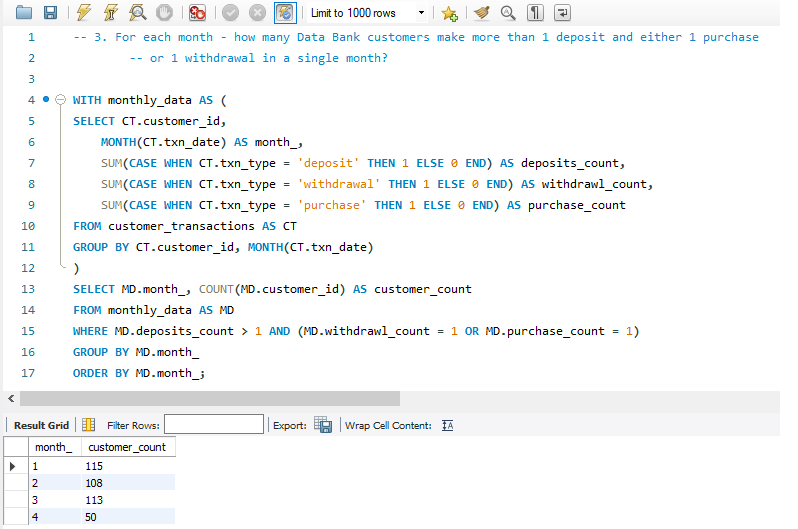 Limit to 1000 rows
1 -- 3. For each month - how many Data Bank customers make more than 1 deposit and either 1 purchase
2 -- or 1 withdrawal in a single month?
3
4 WITH monthly_data AS (
5 SELECT CT.customer_id,
6 MONTH(CT.txn_date) AS month_,
7 SUM(CASE WHEN CT.txn_type = 'deposit' THEN 1 ELSE 0 END) AS deposits_count,
8 SUM(CASE WHEN CT.txn_type = 'withdrawal' THEN 1 ELSE 0 END) AS withdrawl_count,
9 SUM(CASE WHEN CT.txn_type = 'purchase' THEN 1 ELSE 0 END) AS purchase_count
10 FROM customer_transactions AS CT
11 GROUP BY CT.customer_id, MONTH(CT.txn_date)
12 )
13 SELECT MD.month_, COUNT(MD.customer_id) AS customer_count
14 FROM monthly_data AS MD
15 WHERE MD.deposits_count > 1 AND (MD.withdrawl_count = 1 OR MD.purchase_count = 1)
16 GROUP BY MD.month_
17 ORDER BY MD.month_;
Result Grid Filter Rows: Export: Wrap Cell Content:
month_ customer_count
1 115
2 108
3 113
4 50